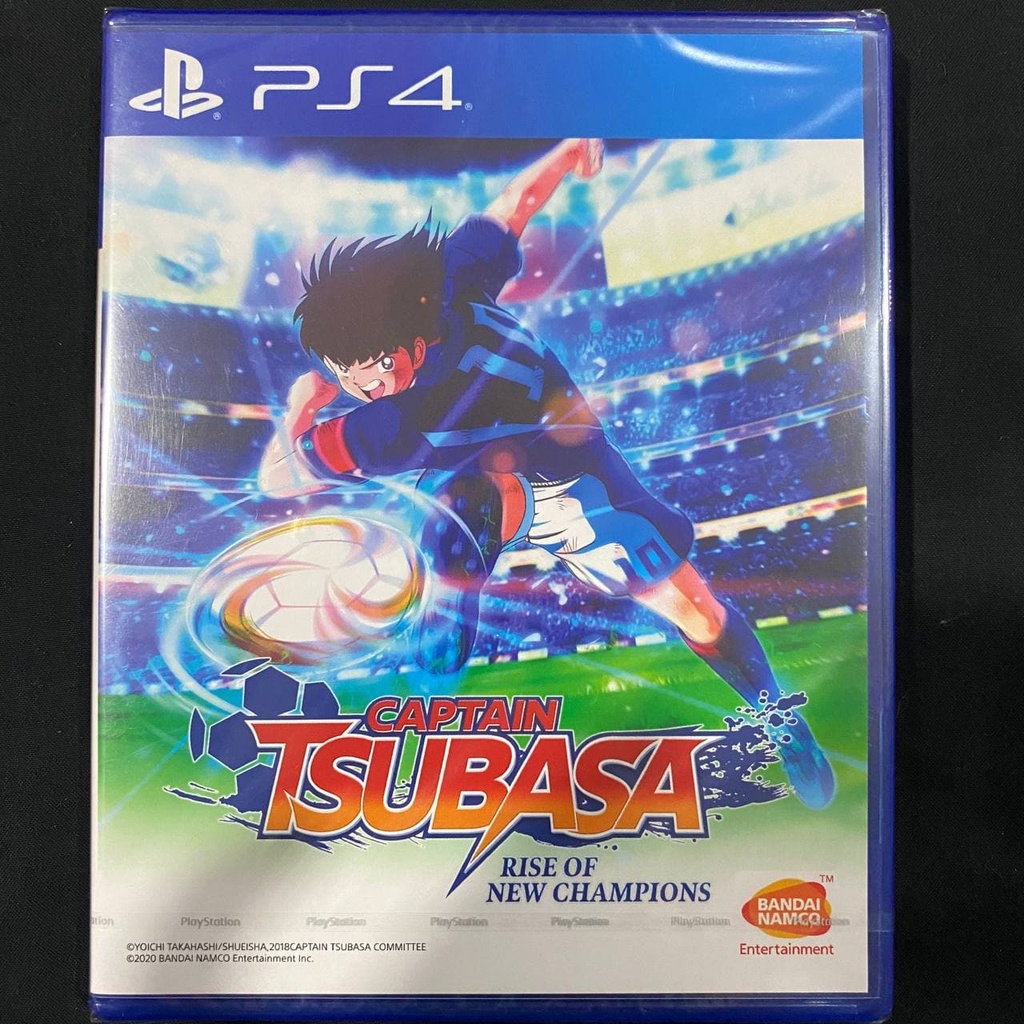 PS4
CAPTAIN
TSUBASA
RISE OF
NEW CHAMPIONS
TM
BANDAI
NAMCO
Entertainment
PlayStation PlayStation PlayStation PlayStation PlayStation
©YOICHI TAKAHASHI/SHUEISHA,2018CAPTAIN TSUBASA COMMITTEE
©2020 BANDAI NAMCO Entertainment Inc.